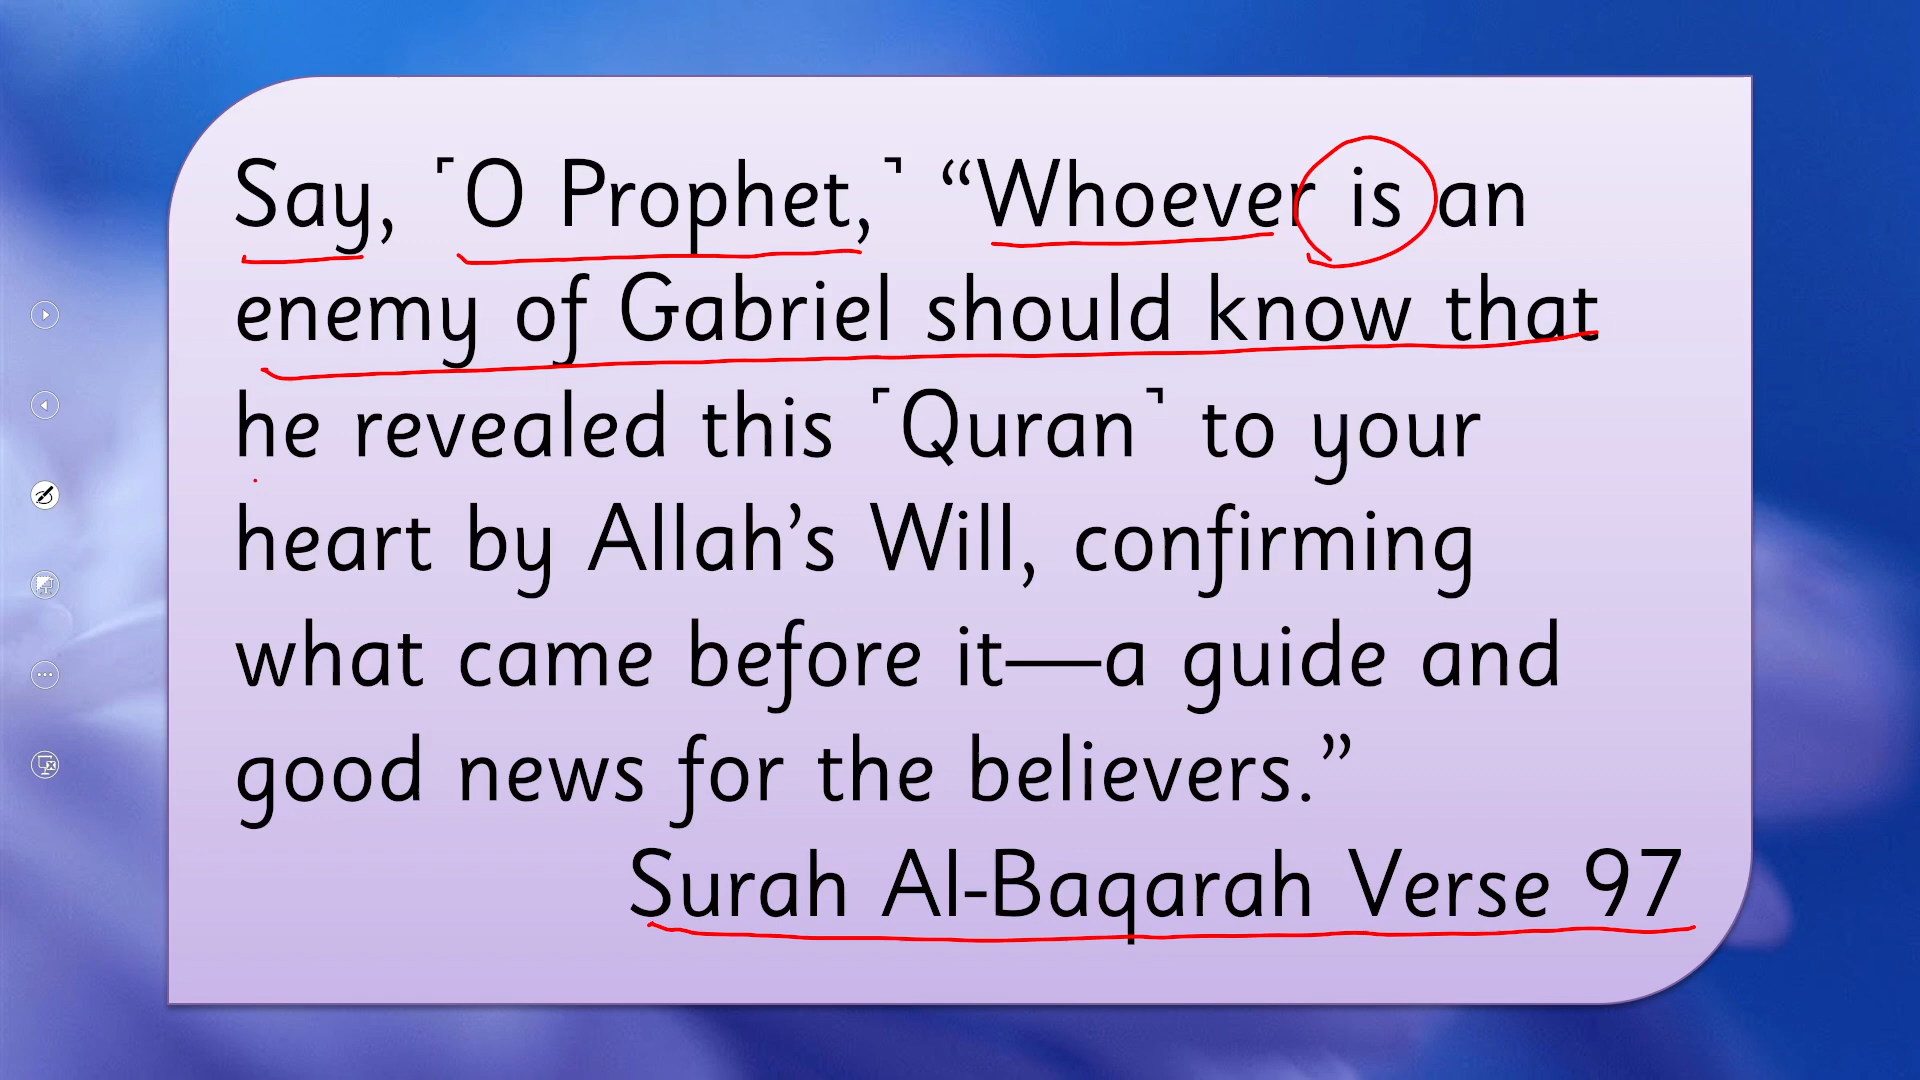 Say, ˹O Prophet,˺ “Whoever is an
enemy of Gabriel should know that
he revealed this ˹Quran˺ to your
heart by Allah’s Will, confirming
what came before it—a guide and
good news for the believers.”
Surah Al-Baqarah Verse 97